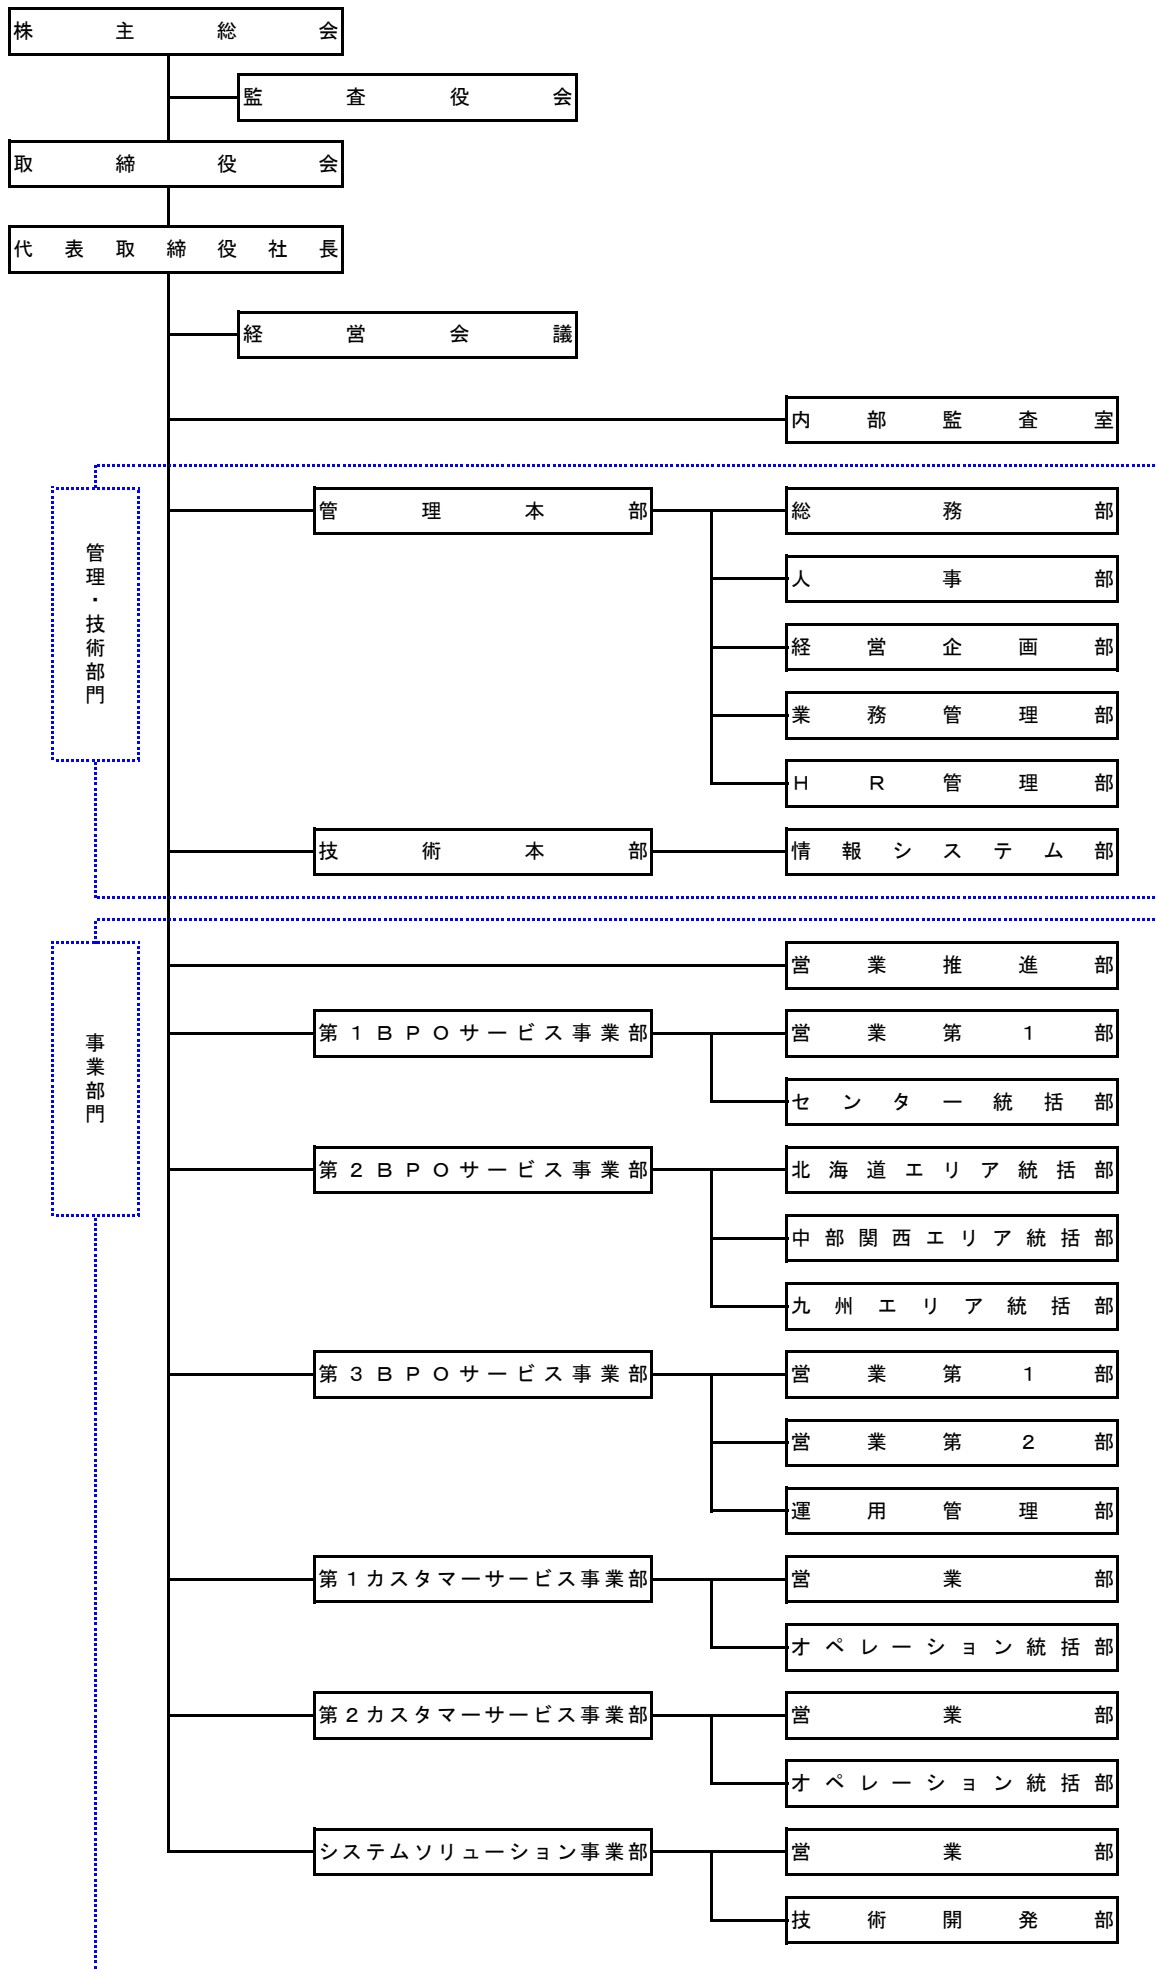 株主総会
監査役会
取締役会
代表取締役社長
経営会議
内部監査室
管理・技術部門
管理本部
総務部
人事部
経営企画部
業務管理部
ＨＲ管理部
技術本部
情報システム部
事業部門
営業推進部
第１ＢＰＯサービス事業部
営業第１部
センター統括部
第２ＢＰＯサービス事業部
北海道エリア統括部
中部関西エリア統括部
九州エリア統括部
第３ＢＰＯサービス事業部
営業第１部
営業第２部
運用管理部
第１カスタマーサービス事業部
営業部
オペレーション統括部
第２カスタマーサービス事業部
営業部
オペレーション統括部
システムソリューション事業部
営業部
技術開発部